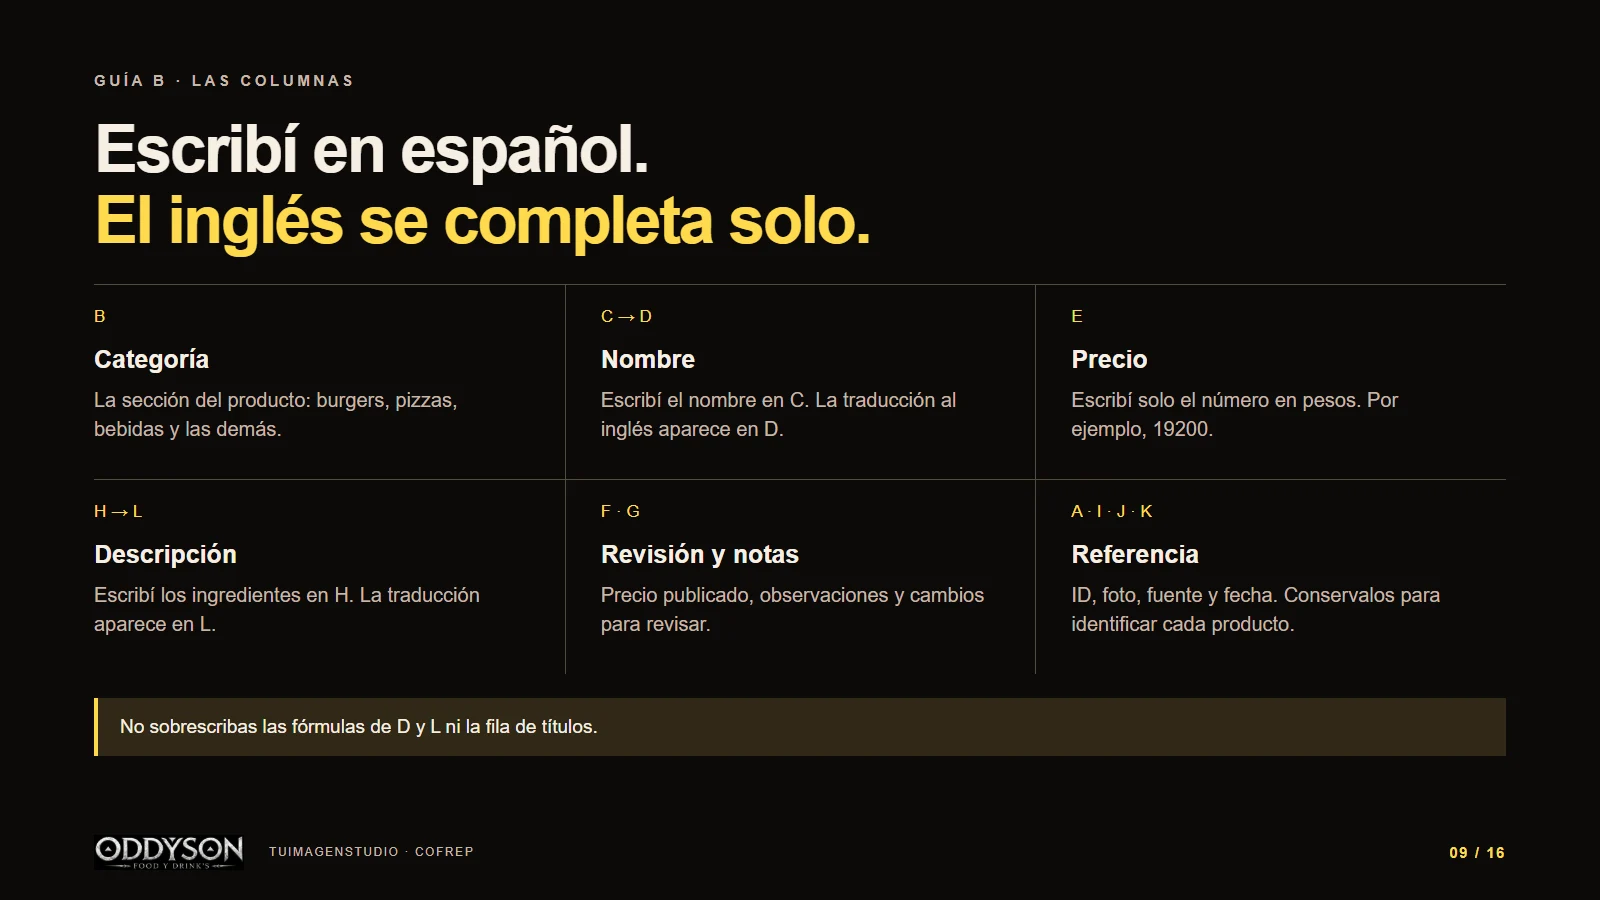 GUÍA B · LAS COLUMNAS
Escribí en español.
El inglés se completa solo.
B
Categoría
La sección del producto: burgers, pizzas,
bebidas y las demás.
C → D
Nombre
Escribí el nombre en C. La traducción al
inglés aparece en D.
E
Precio
Escribí solo el número en pesos. Por
ejemplo, 19200.
H → L
Descripción
Escribí los ingredientes en H. La traducción
aparece en L.
F · G
Revisión y notas
Precio publicado, observaciones y cambios
para revisar.
A · I · J · K
Referencia
ID, foto, fuente y fecha. Conservalos para
identificar cada producto.
No sobrescribas las fórmulas de D y L ni la fila de títulos.
ODDYSON
FOOD Y DRINK'S
TUIMAGENSTUDIO · COFREP
09 / 16